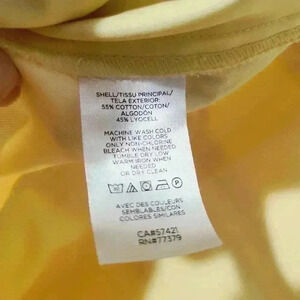 SHELL/TISSU PRINCIPAL/
TELA EXTERIOR:
55% COTTON/COTON/
ALGODÓN
45% LYOCELL
MACHINE WASH COLD
WITH LIKE COLORS
ONLY NON-CHLORINE
BLEACH WHEN NEEDED
TUMBLE DRY LOW
WARM IRON WHEN
NEEDED
OR DRY CLEAN
AVEC DES COULEURS
SEMBLABLES/CON
COLORES SIMILARES
CA#57421
RN#77379